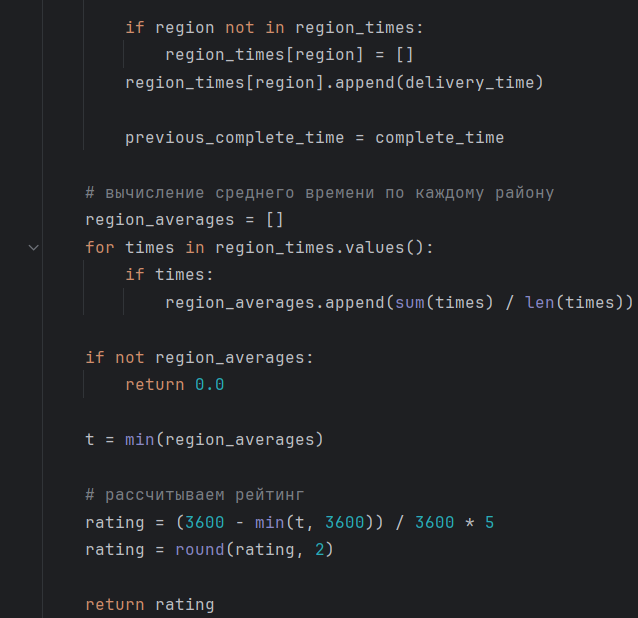 if region not in region_times:
region_times[region] = []
region_times[region].append(delivery_time)
previous_complete_time = complete_time
# вычисление среднего времени по каждому району
region_averages = []
for times in region_times.values():
if times:
region_averages.append(sum(times) / len(times))
if not region_averages:
return 0.0
t = min(region_averages)
# рассчитываем рейтинг
rating = (3600 - min(t, 3600)) / 3600 * 5
rating = round(rating, 2)
return rating